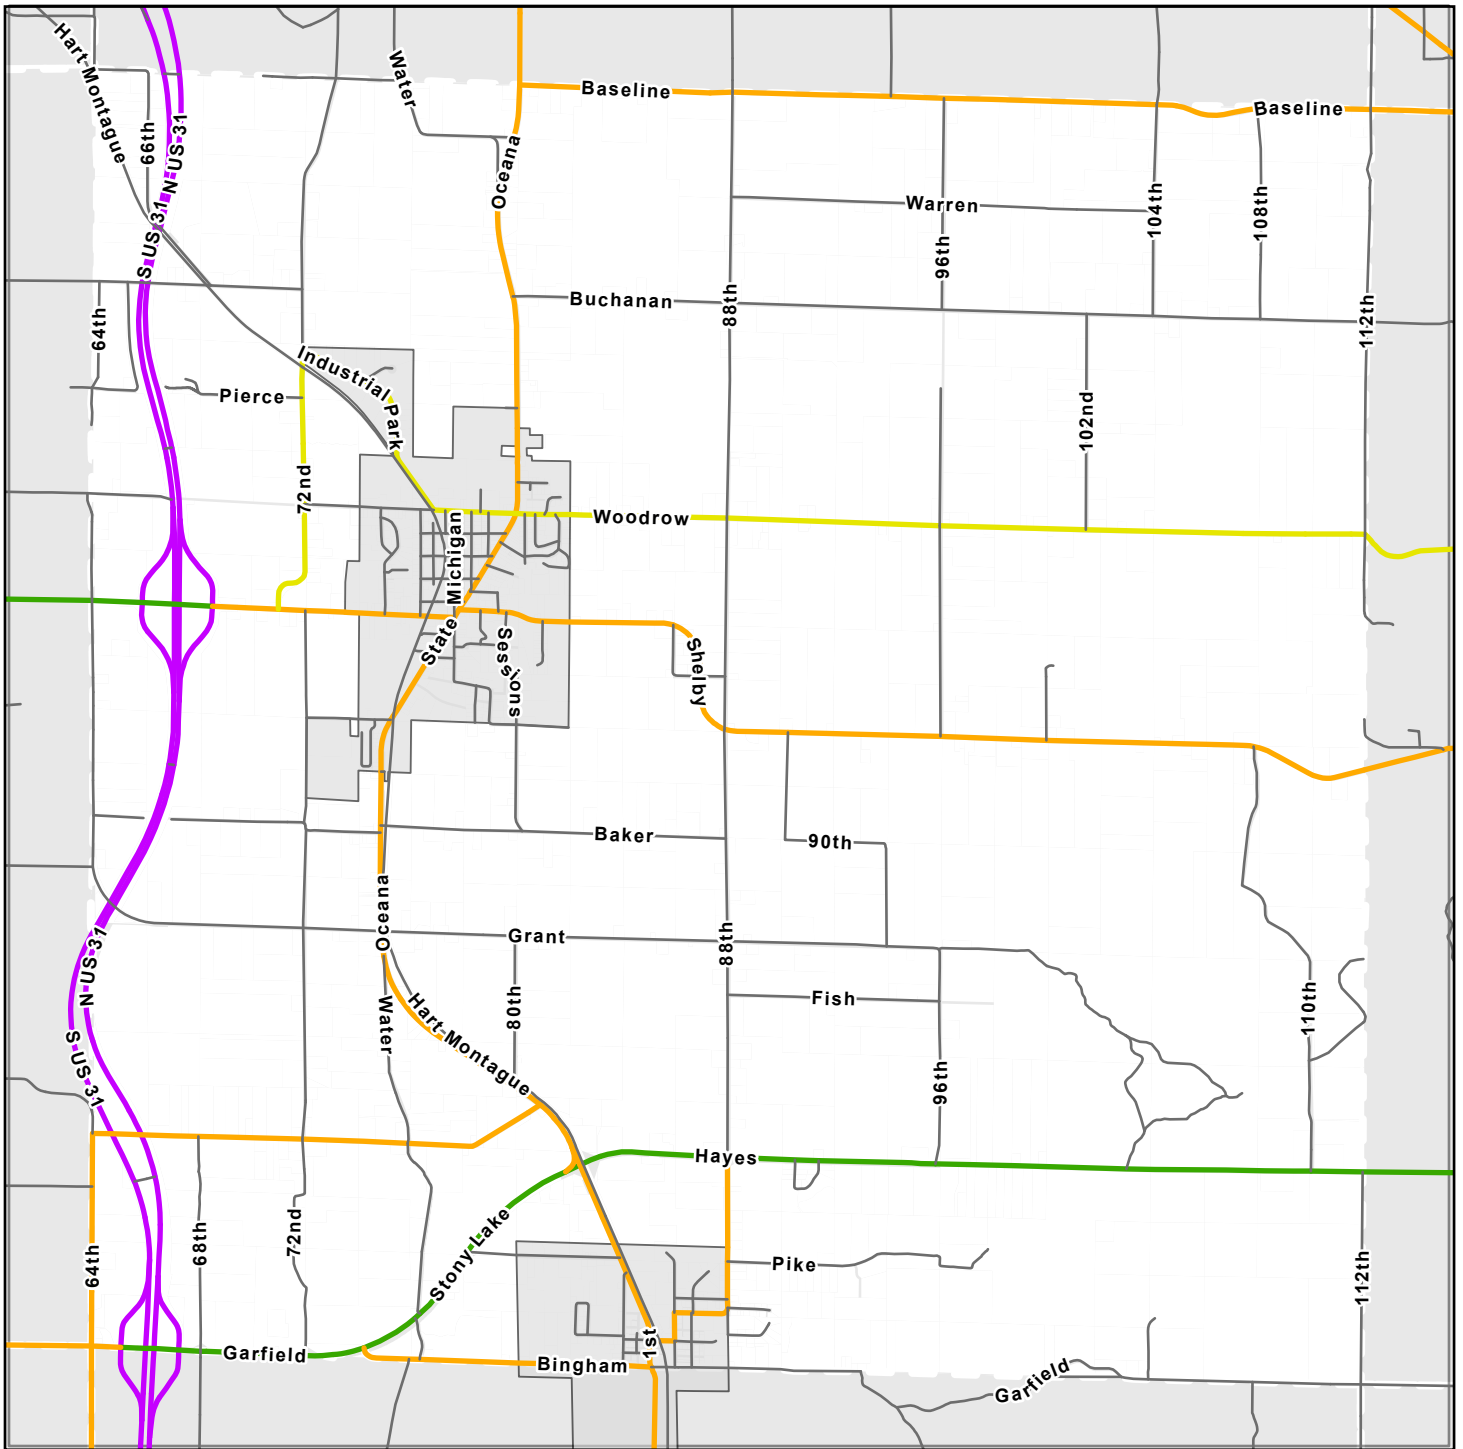 Hart-Montague
Water
Baseline
Baseline
66th
N US 31
Oceana
Warren
104th
108th
S US 31
96th
Buchanan
88th
112th
64th
Industrial Park
Pierce
102nd
72nd
Woodrow
Michigan
State
Sessions
Shelby
Baker
90th
Oceana
Grant
88th
N US 31
Fish
80th
Hart-Montague
Water
110th
S US 31
96th
Hayes
68th
72nd
Stony Lake
64th
Pike
112th
1st
Garfield
Bingham
Garfield